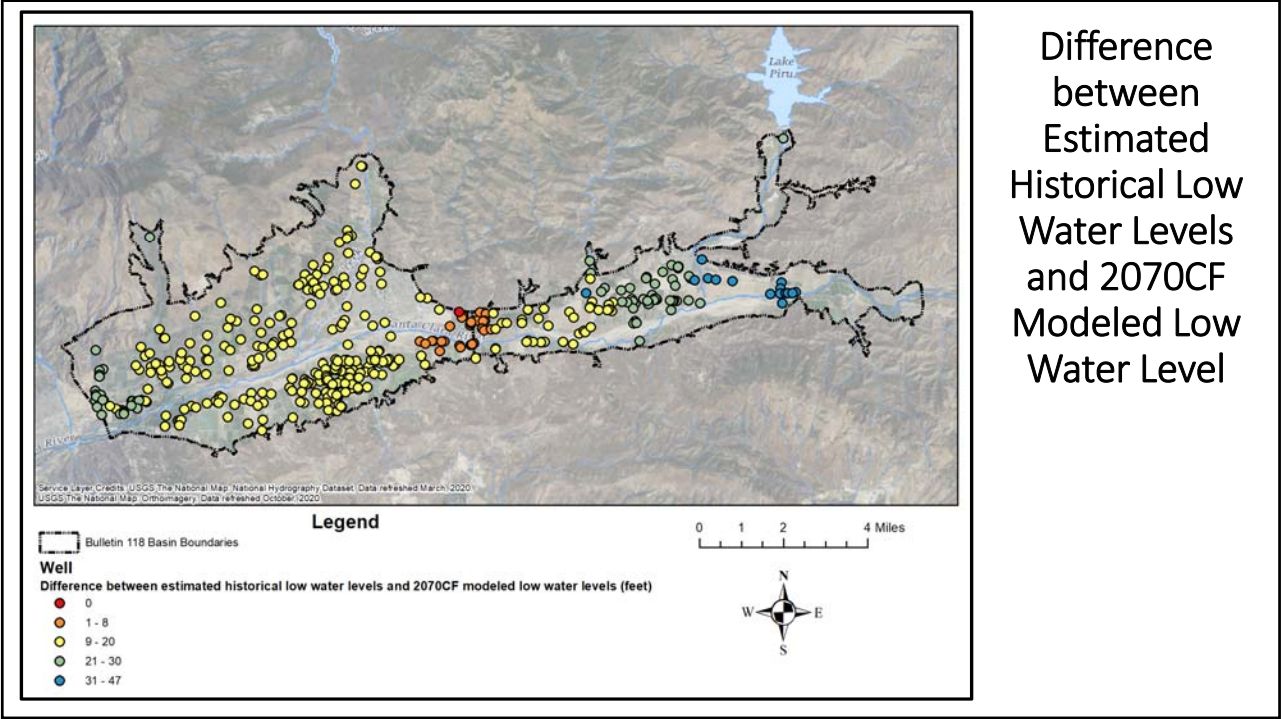 Lake
Piru
anta Cla
River
Service Layer Credits: USGS The National Map: National Hydrography Dataset. Data refreshed March, 2020.
USGS The National Map: Orthoimagery. Data refreshed October, 2020.
Legend
Bulletin 118 Basin Boundaries
Well
Difference between estimated historical low water levels and 2070CF modeled low water levels (feet)
0
1 - 8
9 - 20
21 - 30
31 - 47
0 1 2 4 Miles
N
W E
S
Difference
between
Estimated
Historical Low
Water Levels
and 2070CF
Modeled Low
Water Level